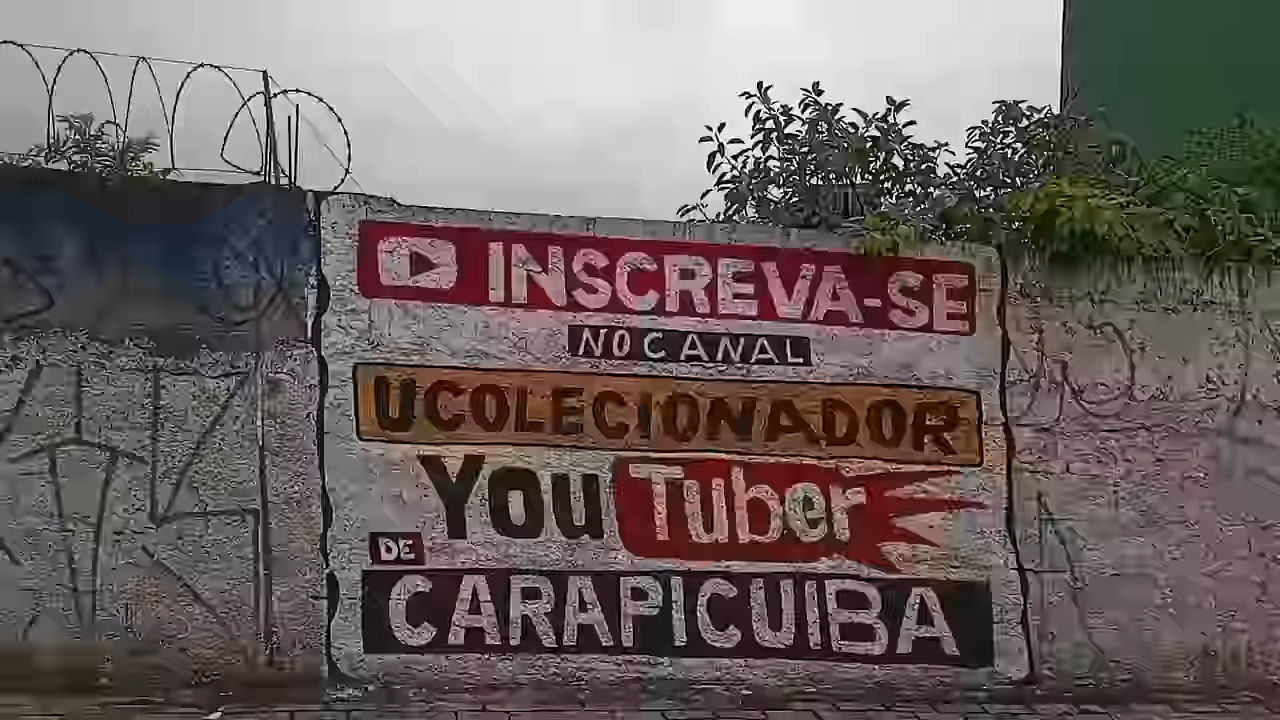 INSCREVA-SE
NO CANAL
UCOLECIONADOR
YouTuber
DE
CARAPICUIBA